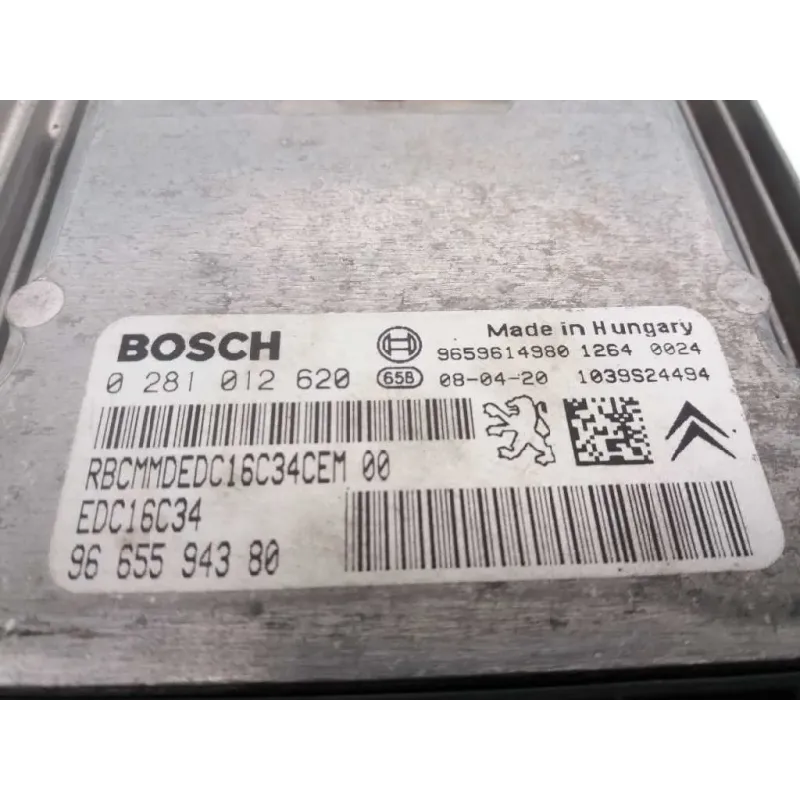 BOSCH
Made in Hungary
9659614980 1264 0024
0 281 012 620
65B 08-04-20 1039S24494
RBCMMDEDC16C34CEM 00
EDC16C34
96 655 943 80